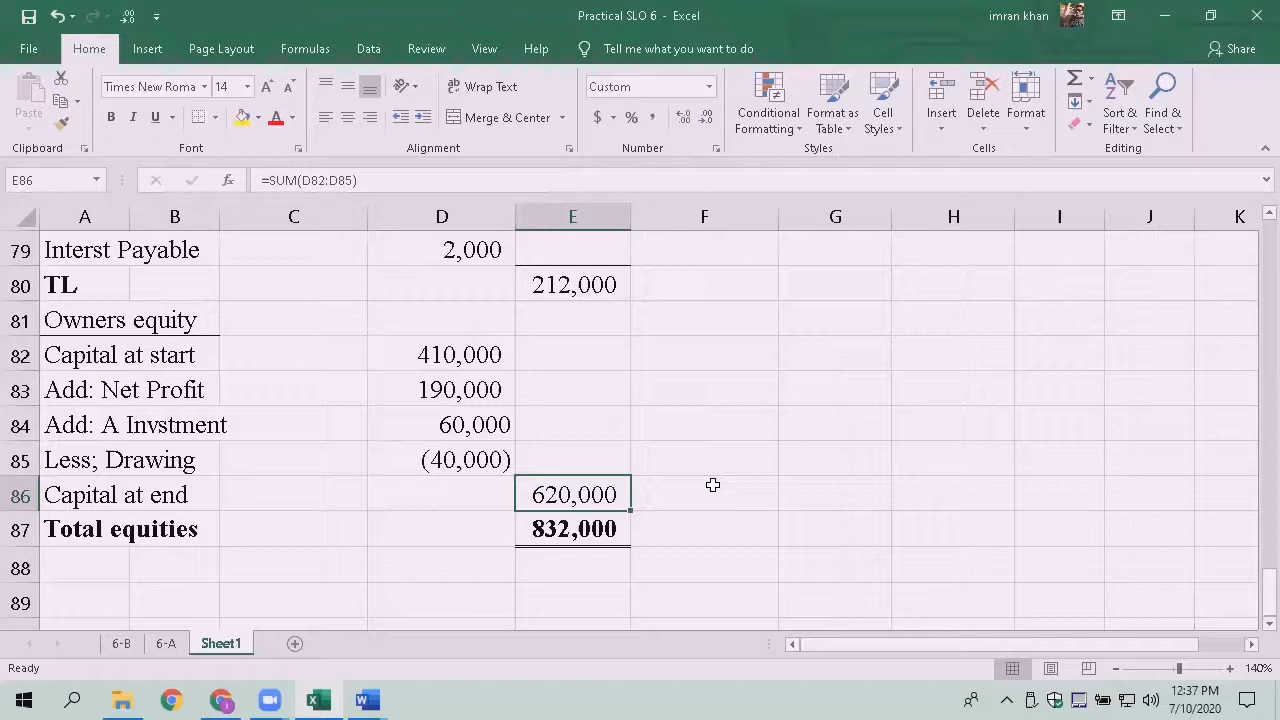 Practical SLO 6 - Excel
imran khan
File Home Insert Page Layout Formulas Data Review View Help Tell me what you want to do Share
Paste
Times New Roma 14
Wrap Text
Custom
Merge & Center
Conditional Formatting
Format as Table
Cell Styles
Insert Delete Format
Sort & Filter
Find & Select
Clipboard Font Alignment Number Styles Cells Editing
E86 =SUM(D82:D85)
A B C D E F G H I J K
79 Interst Payable 2,000
80 TL 212,000
81 Owners equity
82 Capital at start 410,000
83 Add: Net Profit 190,000
84 Add: A Invstment 60,000
85 Less; Drawing (40,000)
86 Capital at end 620,000
87 Total equities 832,000
88
89
6-B 6-A Sheet1
Ready 140%
12:37 PM
7/10/2020